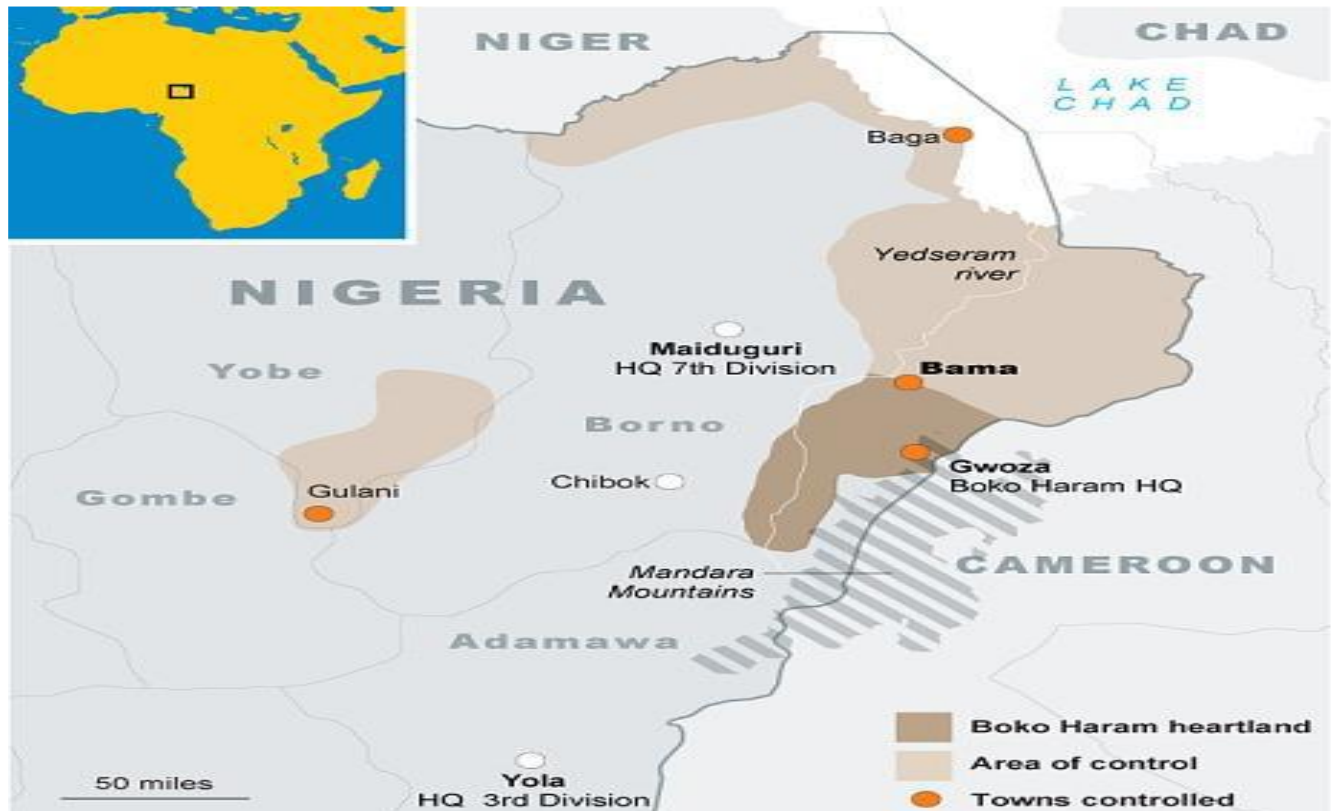 NIGER
CHAD
LAKE
CHAD
Baga
Yedseram
river
NIGERIA
Maiduguri
HQ 7th Division
Bama
Yobe
Borno
Gwoza
Boko Haram HQ
Chibok
Gombe
Gulani
CAMEROON
Mandara
Mountains
Adamawa
Boko Haram heartland
Area of control
Towns controlled
50 miles
Yola
HQ 3rd Division